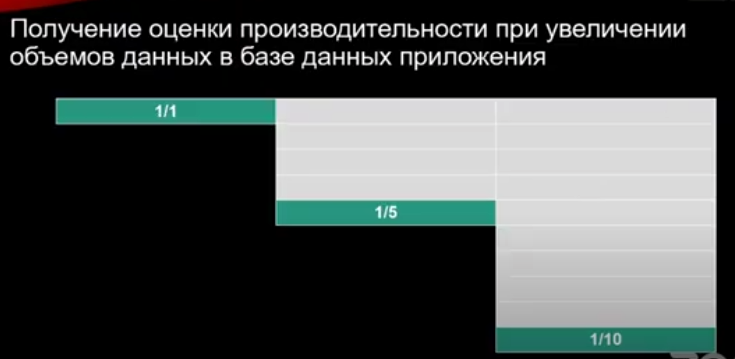 Получение оценки производительности при увеличении
объемов данных в базе данных приложения
1/1
1/5
1/10